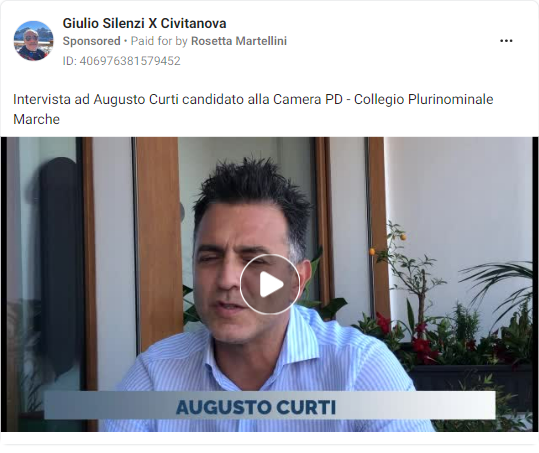 Giulio Silenzi X Civitanova
Sponsored • Paid for by Rosetta Martellini
ID: 406976381579452
Intervista ad Augusto Curti candidato alla Camera PD - Collegio Plurinominale
Marche
AUGUSTO CURTI